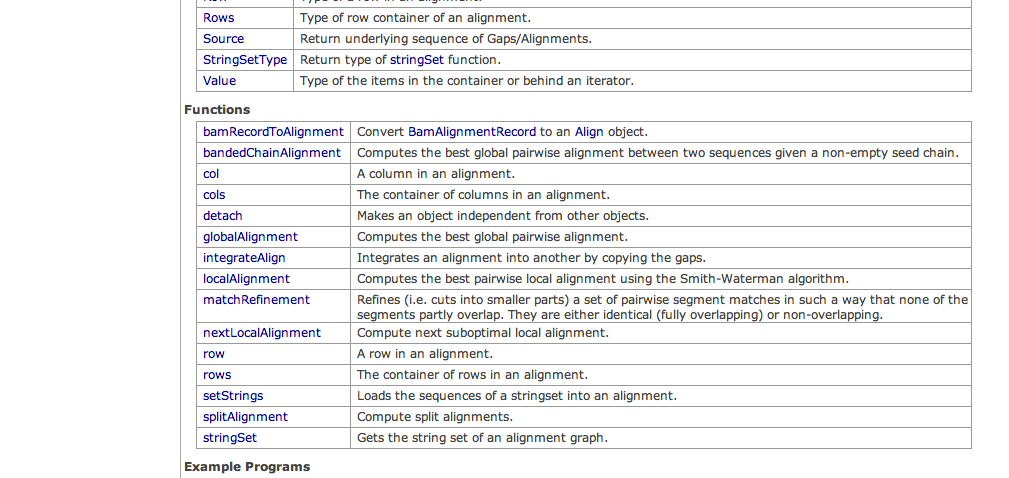 Rows Type of row container of an alignment.
Source Return underlying sequence of Gaps/Alignments.
StringSetType Return type of stringSet function.
Value Type of the items in the container or behind an iterator.
Functions
bamRecordToAlignment Convert BamAlignmentRecord to an Align object.
bandedChainAlignment Computes the best global pairwise alignment between two sequences given a non-empty seed chain.
col A column in an alignment.
cols The container of columns in an alignment.
detach Makes an object independent from other objects.
globalAlignment Computes the best global pairwise alignment.
integrateAlign Integrates an alignment into another by copying the gaps.
localAlignment Computes the best pairwise local alignment using the Smith-Waterman algorithm.
matchRefinement Refines (i.e. cuts into smaller parts) a set of pairwise segment matches in such a way that none of the
segments partly overlap. They are either identical (fully overlapping) or non-overlapping.
nextLocalAlignment Compute next suboptimal local alignment.
row A row in an alignment.
rows The container of rows in an alignment.
setStrings Loads the sequences of a stringset into an alignment.
splitAlignment Compute split alignments.
stringSet Gets the string set of an alignment graph.
Example Programs